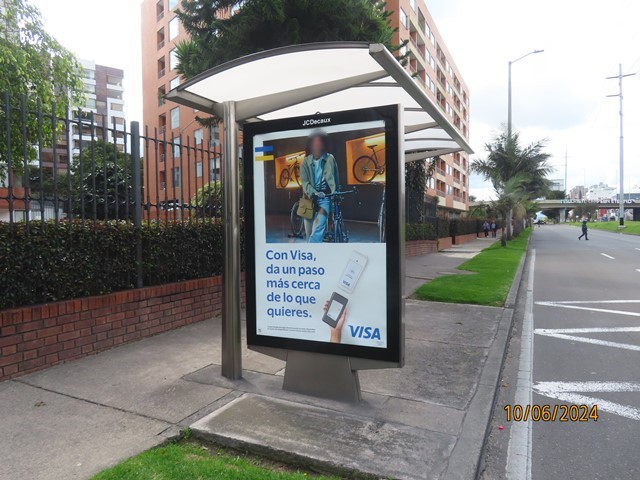 JCDecaux
Con Visa,
da un paso
más cerca
de lo que
quieres.
VISA
10/06/2024